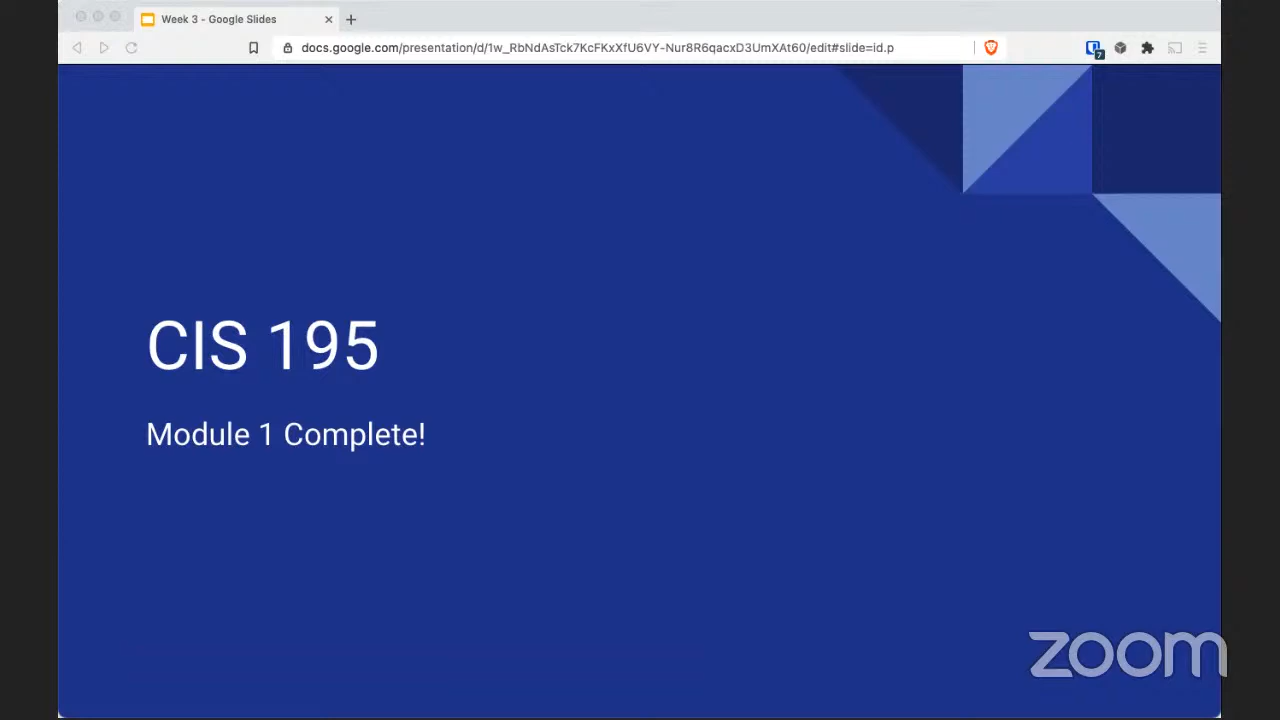 Week 3 - Google Slides
docs.google.com/presentation/d/1w_RbNdAsTck7KcFKxXfU6VY-Nur8R6qacxD3UmXAt60/edit#slide=id.p
7
CIS 195
Module 1 Complete!
zoom